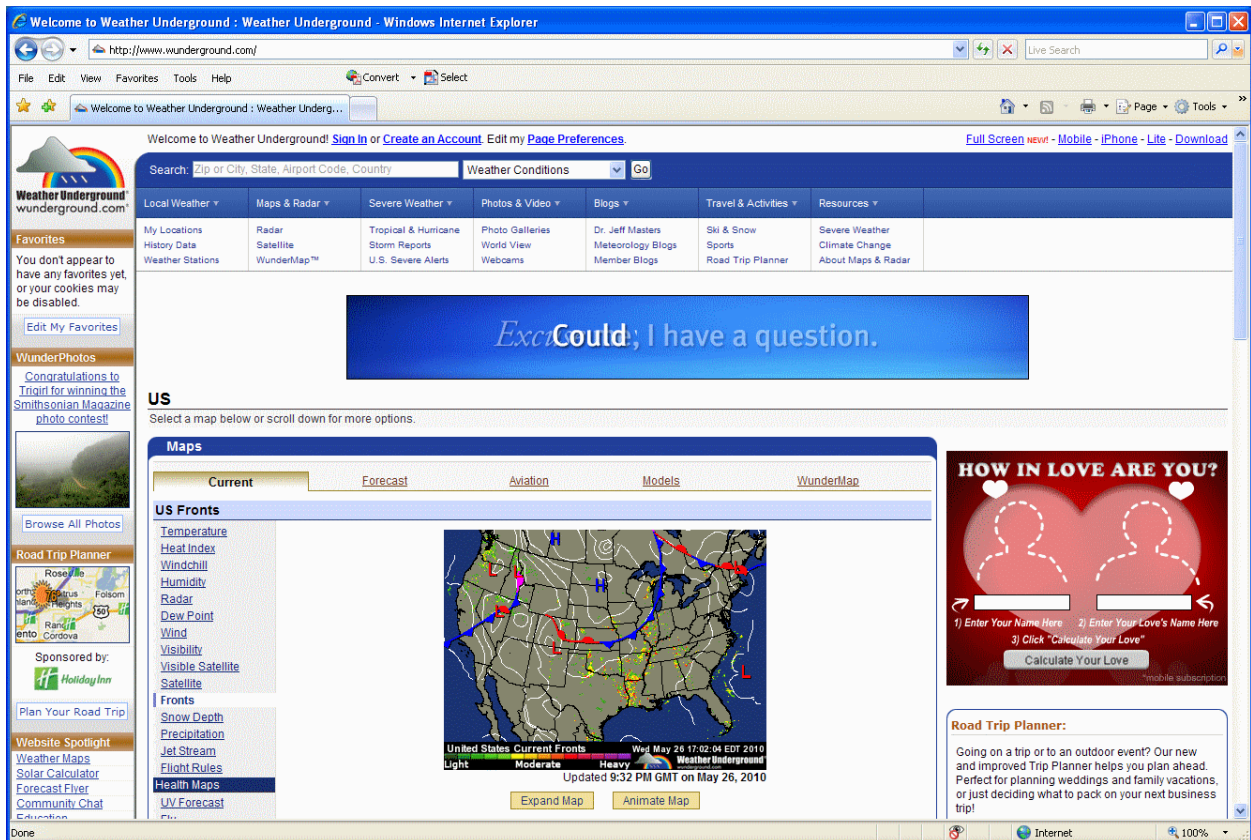 Welcome to Weather Underground : Weather Underground - Windows Internet Explorer
http://www.wunderground.com/
Live Search
File Edit View Favorites Tools Help
Convert Select
Welcome to Weather Underground : Weather Underg...
Page Tools »
Welcome to Weather Underground! Sign In or Create an Account. Edit my Page Preferences.
Full Screen NEW! - Mobile - iPhone - Lite - Download
Search: Zip or City, State, Airport Code, Country Weather Conditions Go
Weather Underground®
wunderground.com®
Local Weather Maps & Radar Severe Weather Photos & Video Blogs Travel & Activities Resources
My Locations Radar Tropical & Hurricane Photo Galleries Dr. Jeff Masters Ski & Snow Severe Weather
History Data Satellite Storm Reports World View Meteorology Blogs Sports Climate Change
Weather Stations WunderMap™ U.S. Severe Alerts Webcams Member Blogs Road Trip Planner About Maps & Radar
Favorites
You don't appear to
have any favorites yet,
or your cookies may
be disabled.
Edit My Favorites
WunderPhotos
Congratulations to
Trigirl for winning the
Smithsonian Magazine
photo contest!
Browse All Photos
Road Trip Planner
Folsom
Heights
50
Cordova
Sponsored by:
Holiday Inn
Plan Your Road Trip
Website Spotlight
Weather Maps
Solar Calculator
Forecast Flyer
Community Chat
Education
Could; I have a question.
US
Select a map below or scroll down for more options.
Maps
Current Forecast Aviation Models WunderMap
US Fronts
Temperature
Heat Index
Windchill
Humidity
Radar
Dew Point
Wind
Visibility
Visible Satellite
Satellite
Fronts
Snow Depth
Precipitation
Jet Stream
Flight Rules
Health Maps
UV Forecast
Flu
H
H
L
L
L
L
L
United States Current Fronts Wed May 26 17:02:04 EDT 2010
Light Moderate Heavy Weather Underground
Updated 9:32 PM GMT on May 26, 2010
Expand Map Animate Map
HOW IN LOVE ARE YOU?
1) Enter Your Name Here 2) Enter Your Love's Name Here
3) Click "Calculate Your Love"
Calculate Your Love
*mobile subscription
Road Trip Planner:
Going on a trip or to an outdoor event? Our new
and improved Trip Planner helps you plan ahead.
Perfect for planning weddings and family vacations,
or just deciding what to pack on your next business
trip!
Done Internet 100%